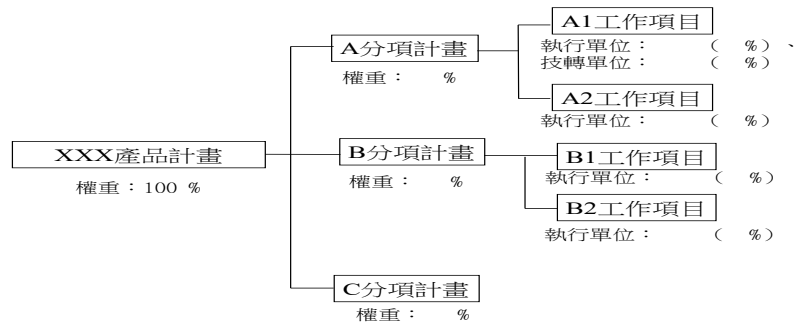 A1工作項目
執行單位：　　　（　%）、
技轉單位：　　　（　%）
A分項計畫
權重：　%
A2工作項目
執行單位：　　　（　%）
XXX產品計畫
權重：100 %
B分項計畫
權重：　%
B1工作項目
執行單位：　　　（　%）
B2工作項目
執行單位：　　　（　%）
C分項計畫
權重：　%